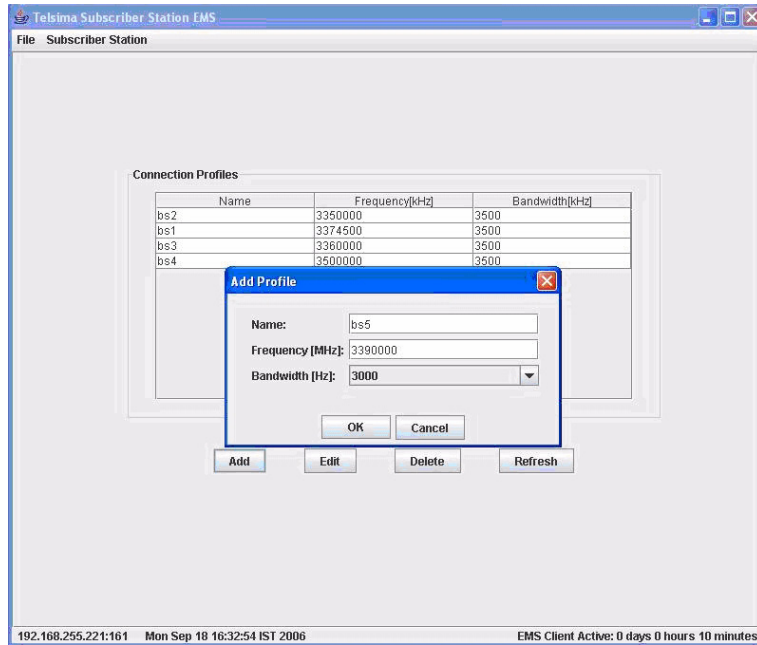 Telsima Subscriber Station EMS
File Subscriber Station
Connection Profiles
Name Frequency[kHz] Bandwidth[kHz]
bs2 3350000 3500
bs1 3374500 3500
bs3 3360000 3500
bs4 3500000 3500
Add Profile
Name: bs5
Frequency [MHz]: 3390000
Bandwidth [Hz]: 3000
OK Cancel
Add Edit Delete Refresh
192.168.255.221:161 Mon Sep 18 16:32:54 IST 2006 EMS Client Active: 0 days 0 hours 10 minutes